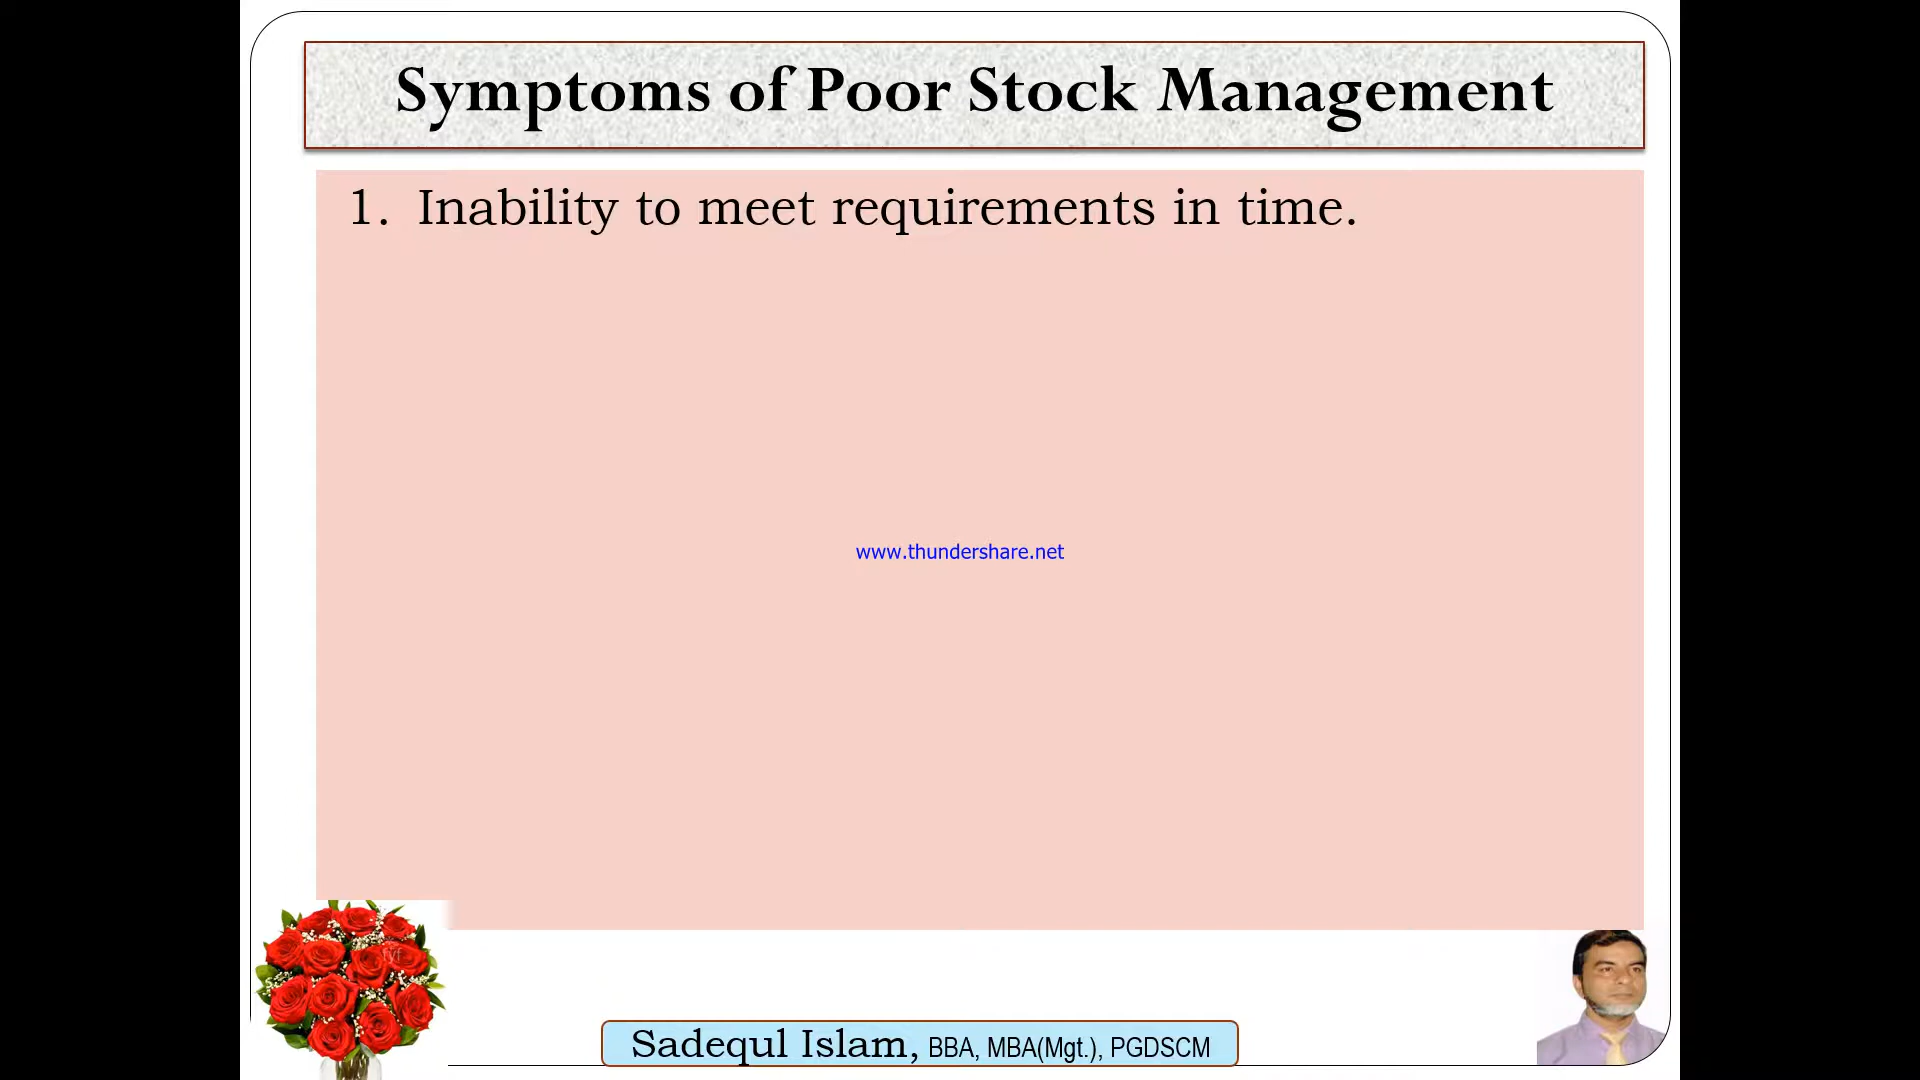 Symptoms of Poor Stock Management
1. Inability to meet requirements in time.
www.thundershare.net
Sadequl Islam, BBA, MBA(Mgt.), PGDSCM